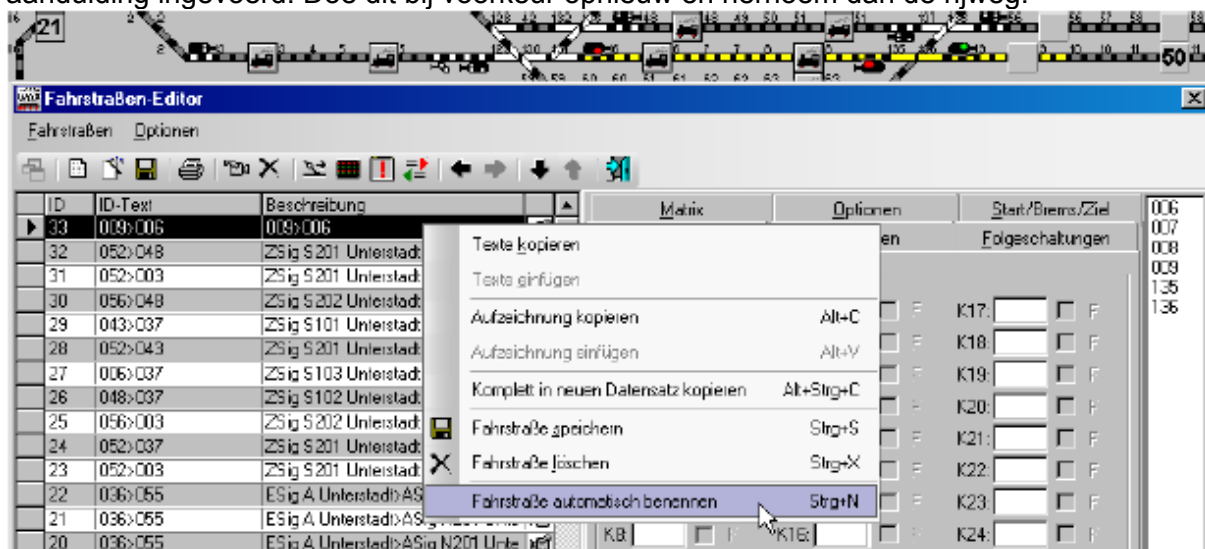 aanduiding ingevoerd. Doe dit bij voorkeur opnieuw en hernoem dan de rijweg.
21
50
Fahrstraßen-Editor
Fahrstraßen Optionen
ID ID-Text Beschreibung
33 009>006 009>006
32 052>048 ZSig S201 Unterstadt
31 052>003 ZSig S201 Unterstadt
30 056>048 ZSig S202 Unterstadt
29 043>037 ZSig S101 Unterstadt
28 052>043 ZSig S201 Unterstadt
27 006>037 ZSig S103 Unterstadt
26 048>037 ZSig S102 Unterstadt
25 056>003 ZSig S202 Unterstadt
24 052>037 ZSig S201 Unterstadt
23 052>003 ZSig S201 Unterstadt
22 036>055 ESig A Unterstadt>AS
21 036>055 ESig A Unterstadt>ASig N201 Unte
20 036>055 ESig A Unterstadt>ASig N201 Unte
Texte kopieren
Texte einfügen
Aufzeichnung kopieren Alt+C
Aufzeichnung einfügen Alt+V
Komplett in neuen Datensatz kopieren Alt+Strg+C
Fahrstraße speichern Strg+S
Fahrstraße löschen Strg+X
Fahrstraße automatisch benennen Strg+N
Matrix Optionen Start/Brems/Ziel
en Folgeschaltungen
K17: F
K18: F
K19: F
K20: F
K21: F
K22: F
K23: F
K8: F K16: F K24: F
006
007
008
009
135
136